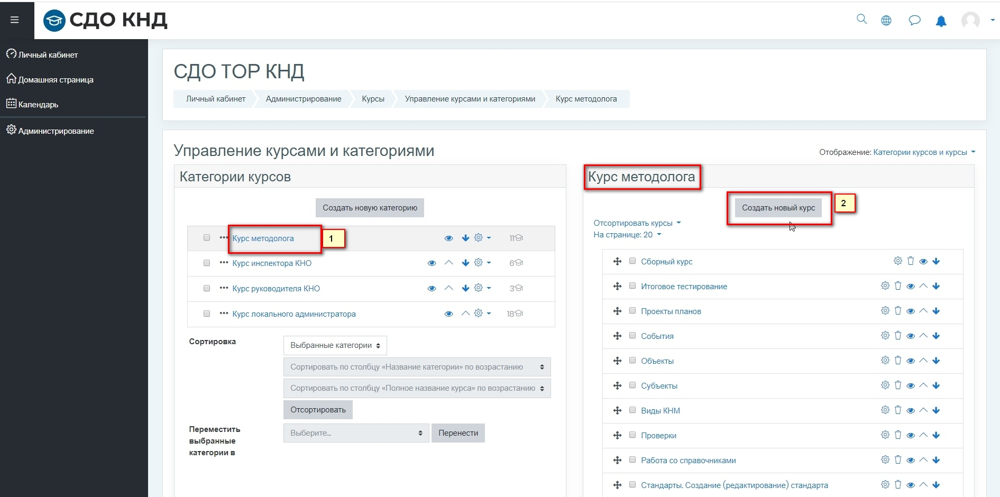 СДО КНД
Личный кабинет
Домашняя страница
Календарь
Администрирование
СДО ТОР КНД
Личный кабинет
Администрирование
Курсы
Управление курсами и категориями
Курс методолога
Управление курсами и категориями
Отображение: Категории курсов и курсы
Категории курсов
Создать новую категорию
Курс методолога
1
11
Курс инспектора КНО
6
Курс руководителя КНО
3
Курс локального администратора
18
Сортировка
Выбранные категории
Сортировать по столбцу «Название категории» по возрастанию
Сортировать по столбцу «Полное название курса» по возрастанию
Отсортировать
Переместить
выбранные
категории в
Выберите...
Перенести
Курс методолога
Создать новый курс
2
Отсортировать курсы
На странице: 20
Сборный курс
Итоговое тестирование
Проекты планов
События
Объекты
Субъекты
Виды КНМ
Проверки
Работа со справочниками
Стандарты. Создание (редактирование) стандарта